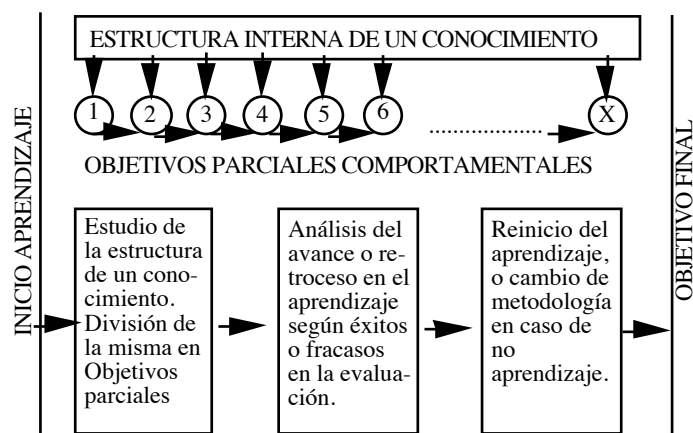 ESTRUCTURA INTERNA DE UN CONOCIMIENTO
1 2 3 4 5 6 .................... X
OBJETIVOS PARCIALES COMPORTAMENTALES
INICIO APRENDIZAJE
Estudio de
la estructura
de un cono-
cimiento.
División de
la misma en
Objetivos
parciales
Análisis del
avance o re-
troceso en el
aprendizaje
según éxitos
o fracasos
en la evalua-
ción.
Reinicio del
aprendizaje,
o cambio de
metodología
en caso de
no
aprendizaje.
OBJETIVO FINAL